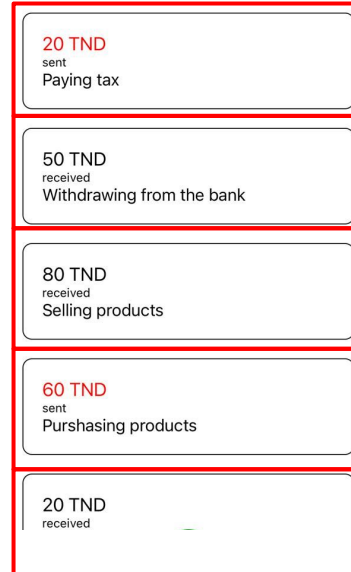 20 TND
sent
Paying tax
50 TND
received
Withdrawing from the bank
80 TND
received
Selling products
60 TND
sent
Purshasing products
20 TND
received